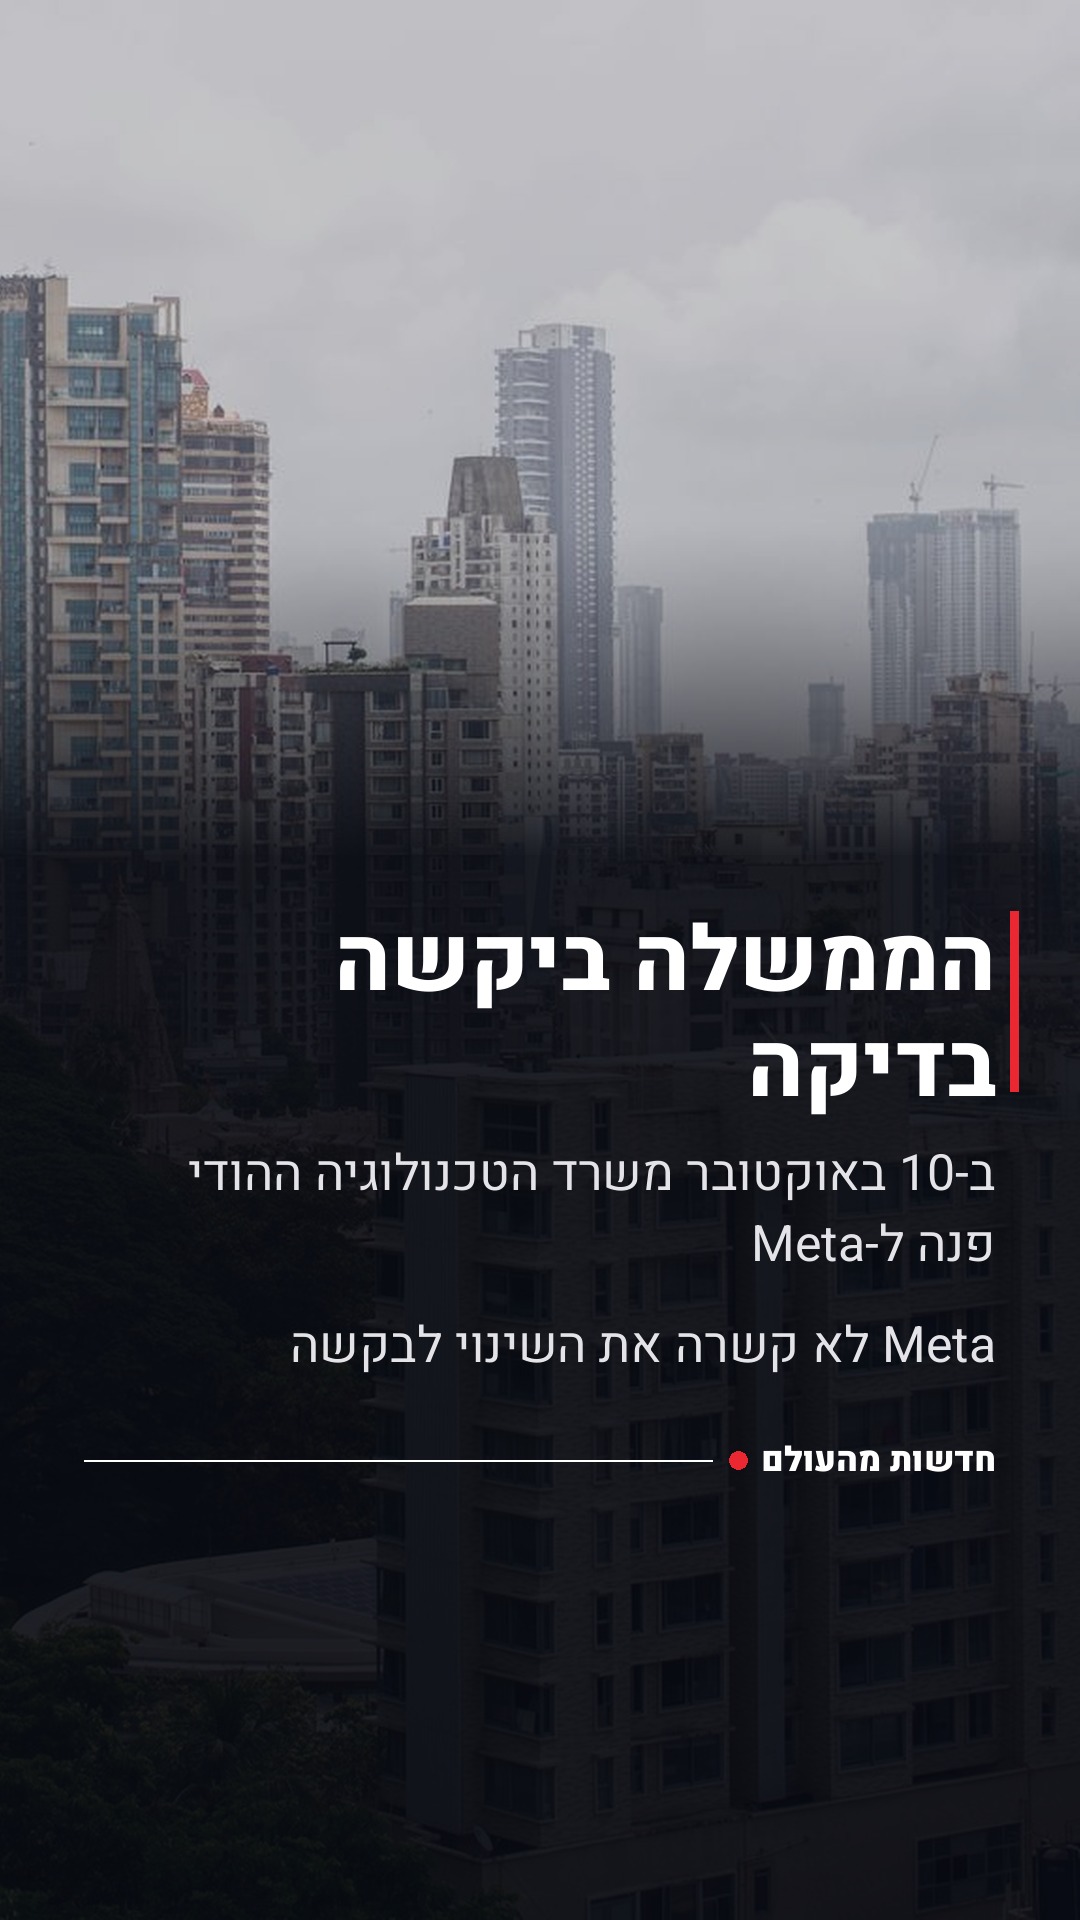 הממשלה ביקשה
בדיקה
ב-10 באוקטובר משרד הטכנולוגיה ההודי
פנה ל-Meta
Meta לא קשרה את השינוי לבקשה
חדשות מהעולם